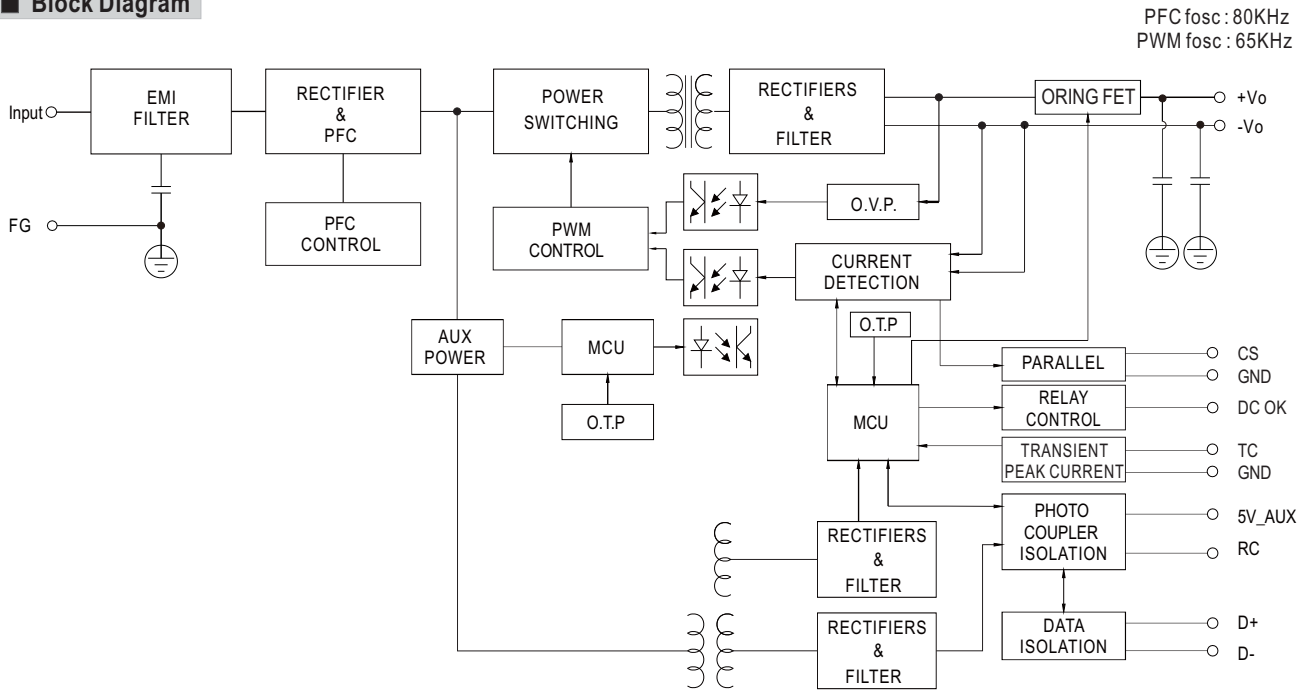 Block Diagram
PFC fosc : 80KHz
PWM fosc : 65KHz
Input
EMI
FILTER
RECTIFIER
&
PFC
POWER
SWITCHING
RECTIFIERS
&
FILTER
ORING FET
+Vo
-Vo
FG
PFC
CONTROL
PWM
CONTROL
O.V.P.
CURRENT
DETECTION
AUX
POWER
MCU
O.T.P
O.T.P
MCU
PARALLEL
CS
GND
RELAY
CONTROL
DC OK
TRANSIENT
PEAK CURRENT
TC
GND
PHOTO
COUPLER
ISOLATION
5V_AUX
RC
RECTIFIERS
&
FILTER
RECTIFIERS
&
FILTER
DATA
ISOLATION
D+
D-